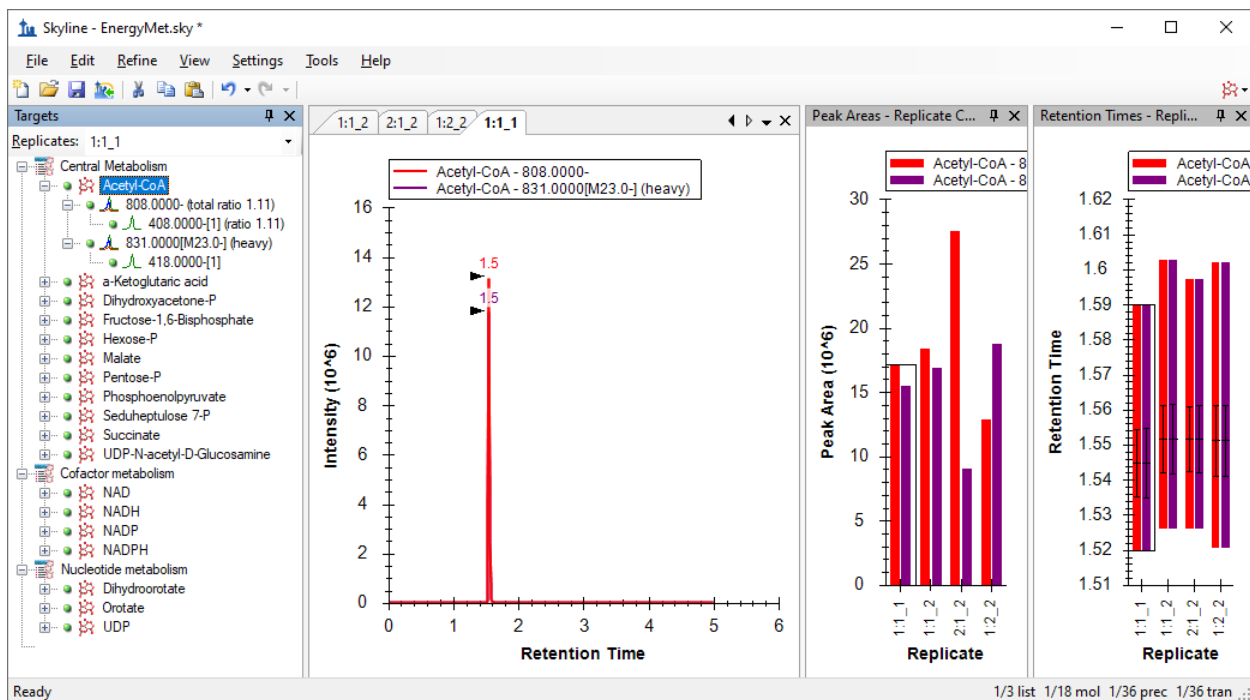 Skyline - EnergyMet.sky *
File Edit Refine View Settings Tools Help
Targets
Replicates: 1:1_1
Central Metabolism
Acetyl-CoA
808.0000- (total ratio 1.11)
408.0000-[1] (ratio 1.11)
831.0000[M23.0-] (heavy)
418.0000-[1]
a-Ketoglutaric acid
Dihydroxyacetone-P
Fructose-1,6-Bisphosphate
Hexose-P
Malate
Pentose-P
Phosphoenolpyruvate
Seduheptulose 7-P
Succinate
UDP-N-acetyl-D-Glucosamine
Cofactor metabolism
NAD
NADH
NADP
NADPH
Nucleotide metabolism
Dihydroorotate
Orotate
UDP
1:1_2 2:1_2 1:2_2 1:1_1
Acetyl-CoA - 808.0000-
Acetyl-CoA - 831.0000[M23.0-] (heavy)
16
14
12
10
8
6
4
2
0
Intensity (10^6)
1.5
1.5
0 1 2 3 4 5 6
Retention Time
Peak Areas - Replicate C...
Acetyl-CoA - 8
Acetyl-CoA - 8
30
25
20
15
10
5
0
Peak Area (10^6)
1:1_1 1:1_2 2:1_2 1:2_2
Replicate
Retention Times - Repli...
Acetyl-CoA
Acetyl-CoA
1.62
1.61
1.6
1.59
1.58
1.57
1.56
1.55
1.54
1.53
1.52
1.51
Retention Time
1:1_1 1:1_2 2:1_2 1:2_2
Replicate
Ready
1/3 list 1/18 mol 1/36 prec 1/36 tran